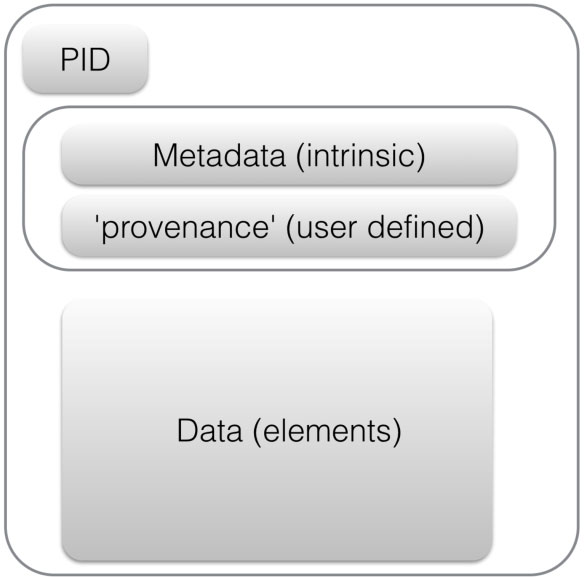 PID
Metadata (intrinsic)
'provenance' (user defined)
Data (elements)